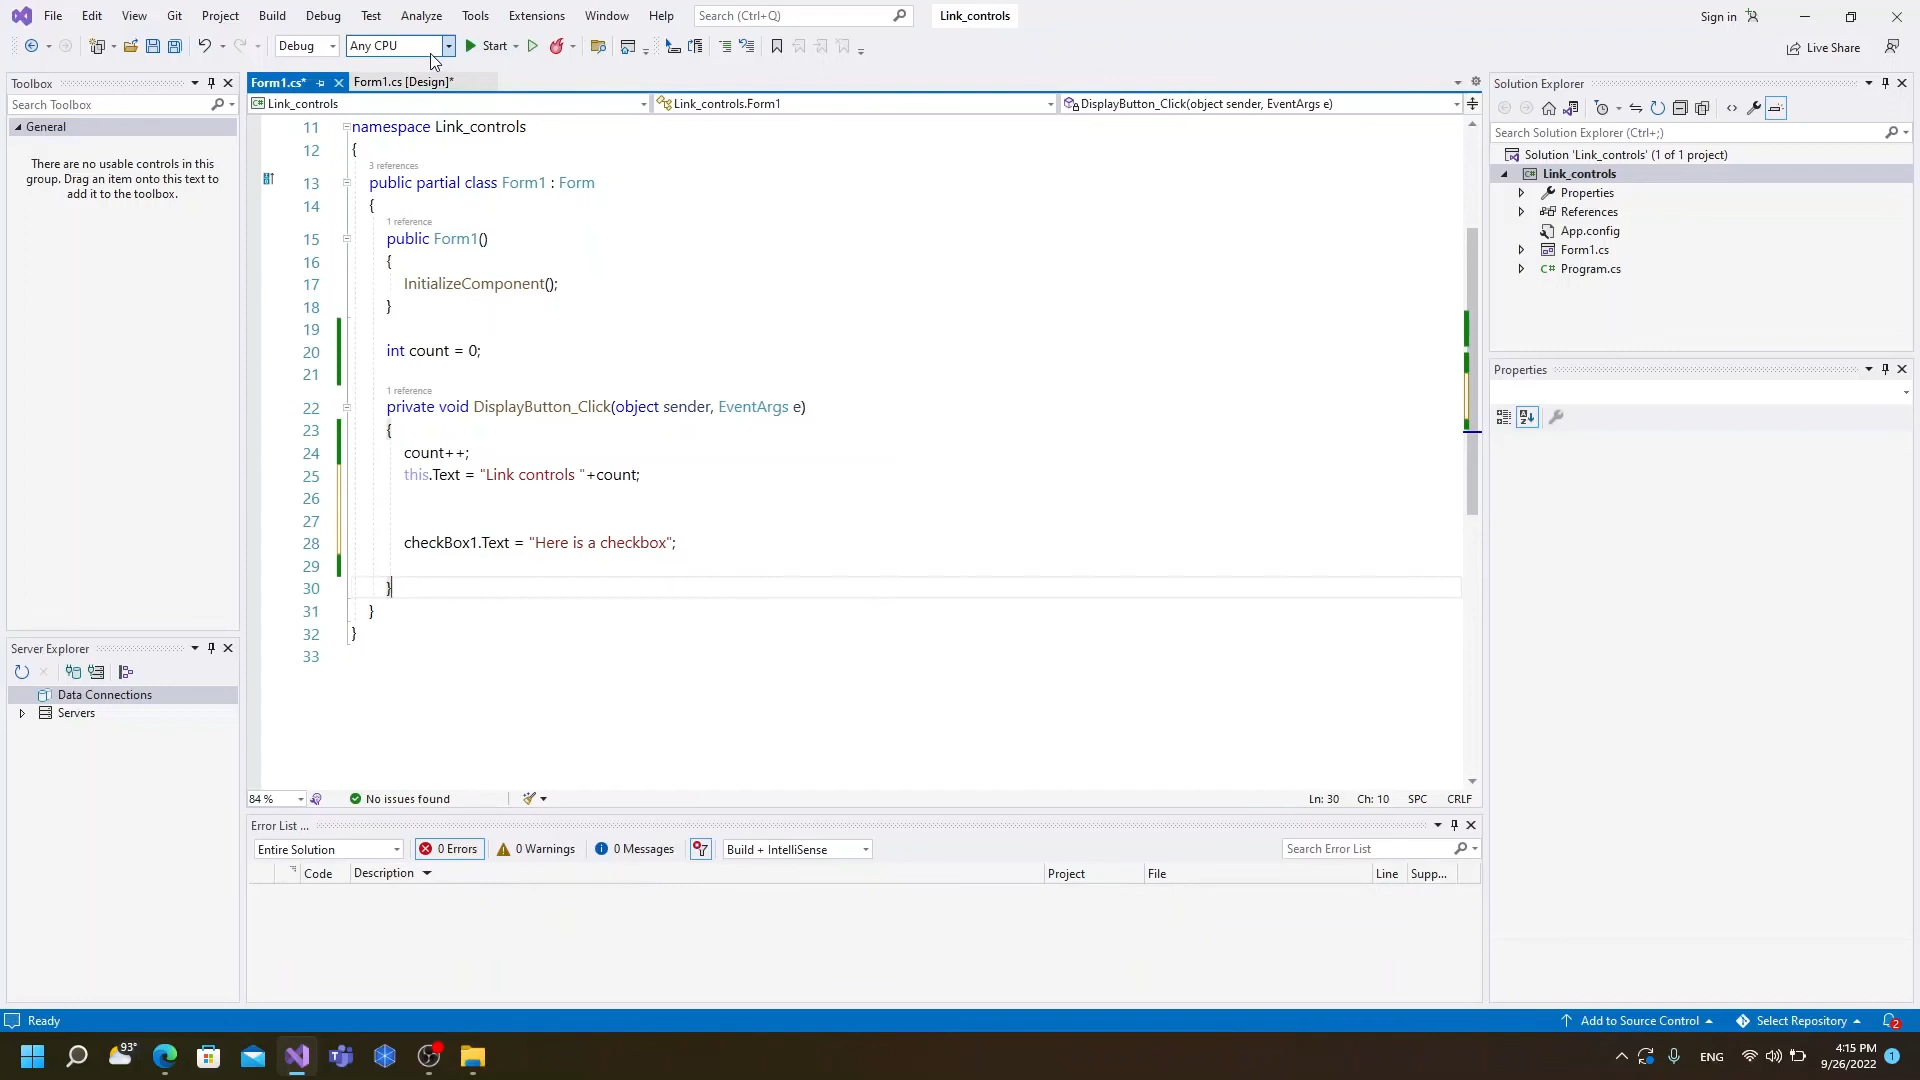 File Edit View Git Project Build Debug Test Analyze Tools Extensions Window Help Search (Ctrl+Q) Link_controls Sign in
Debug Any CPU Start Live Share
Toolbox
Search Toolbox
General
There are no usable controls in this
group. Drag an item onto this text to
add it to the toolbox.
Server Explorer
Data Connections
Servers
Form1.cs* Form1.cs [Design]*
Link_controls Link_controls.Form1 DisplayButton_Click(object sender, EventArgs e)
11 namespace Link_controls
12 {
3 references
13 public partial class Form1 : Form
14 {
1 reference
15 public Form1()
16 {
17 InitializeComponent();
18 }
19
20 int count = 0;
21
1 reference
22 private void DisplayButton_Click(object sender, EventArgs e)
23 {
24 count++;
25 this.Text = "Link controls "+count;
26
27
28 checkBox1.Text = "Here is a checkbox";
29
30 }
31 }
32 }
33
84 % No issues found Ln: 30 Ch: 10 SPC CRLF
Error List ...
Entire Solution 0 Errors 0 Warnings 0 Messages Build + IntelliSense Search Error List
Code Description Project File Line Supp...
Solution Explorer
Search Solution Explorer (Ctrl+;)
Solution 'Link_controls' (1 of 1 project)
C# Link_controls
Properties
References
App.config
Form1.cs
C# Program.cs
Properties
Ready Add to Source Control Select Repository 2
93° ENG 4:15 PM 1
9/26/2022